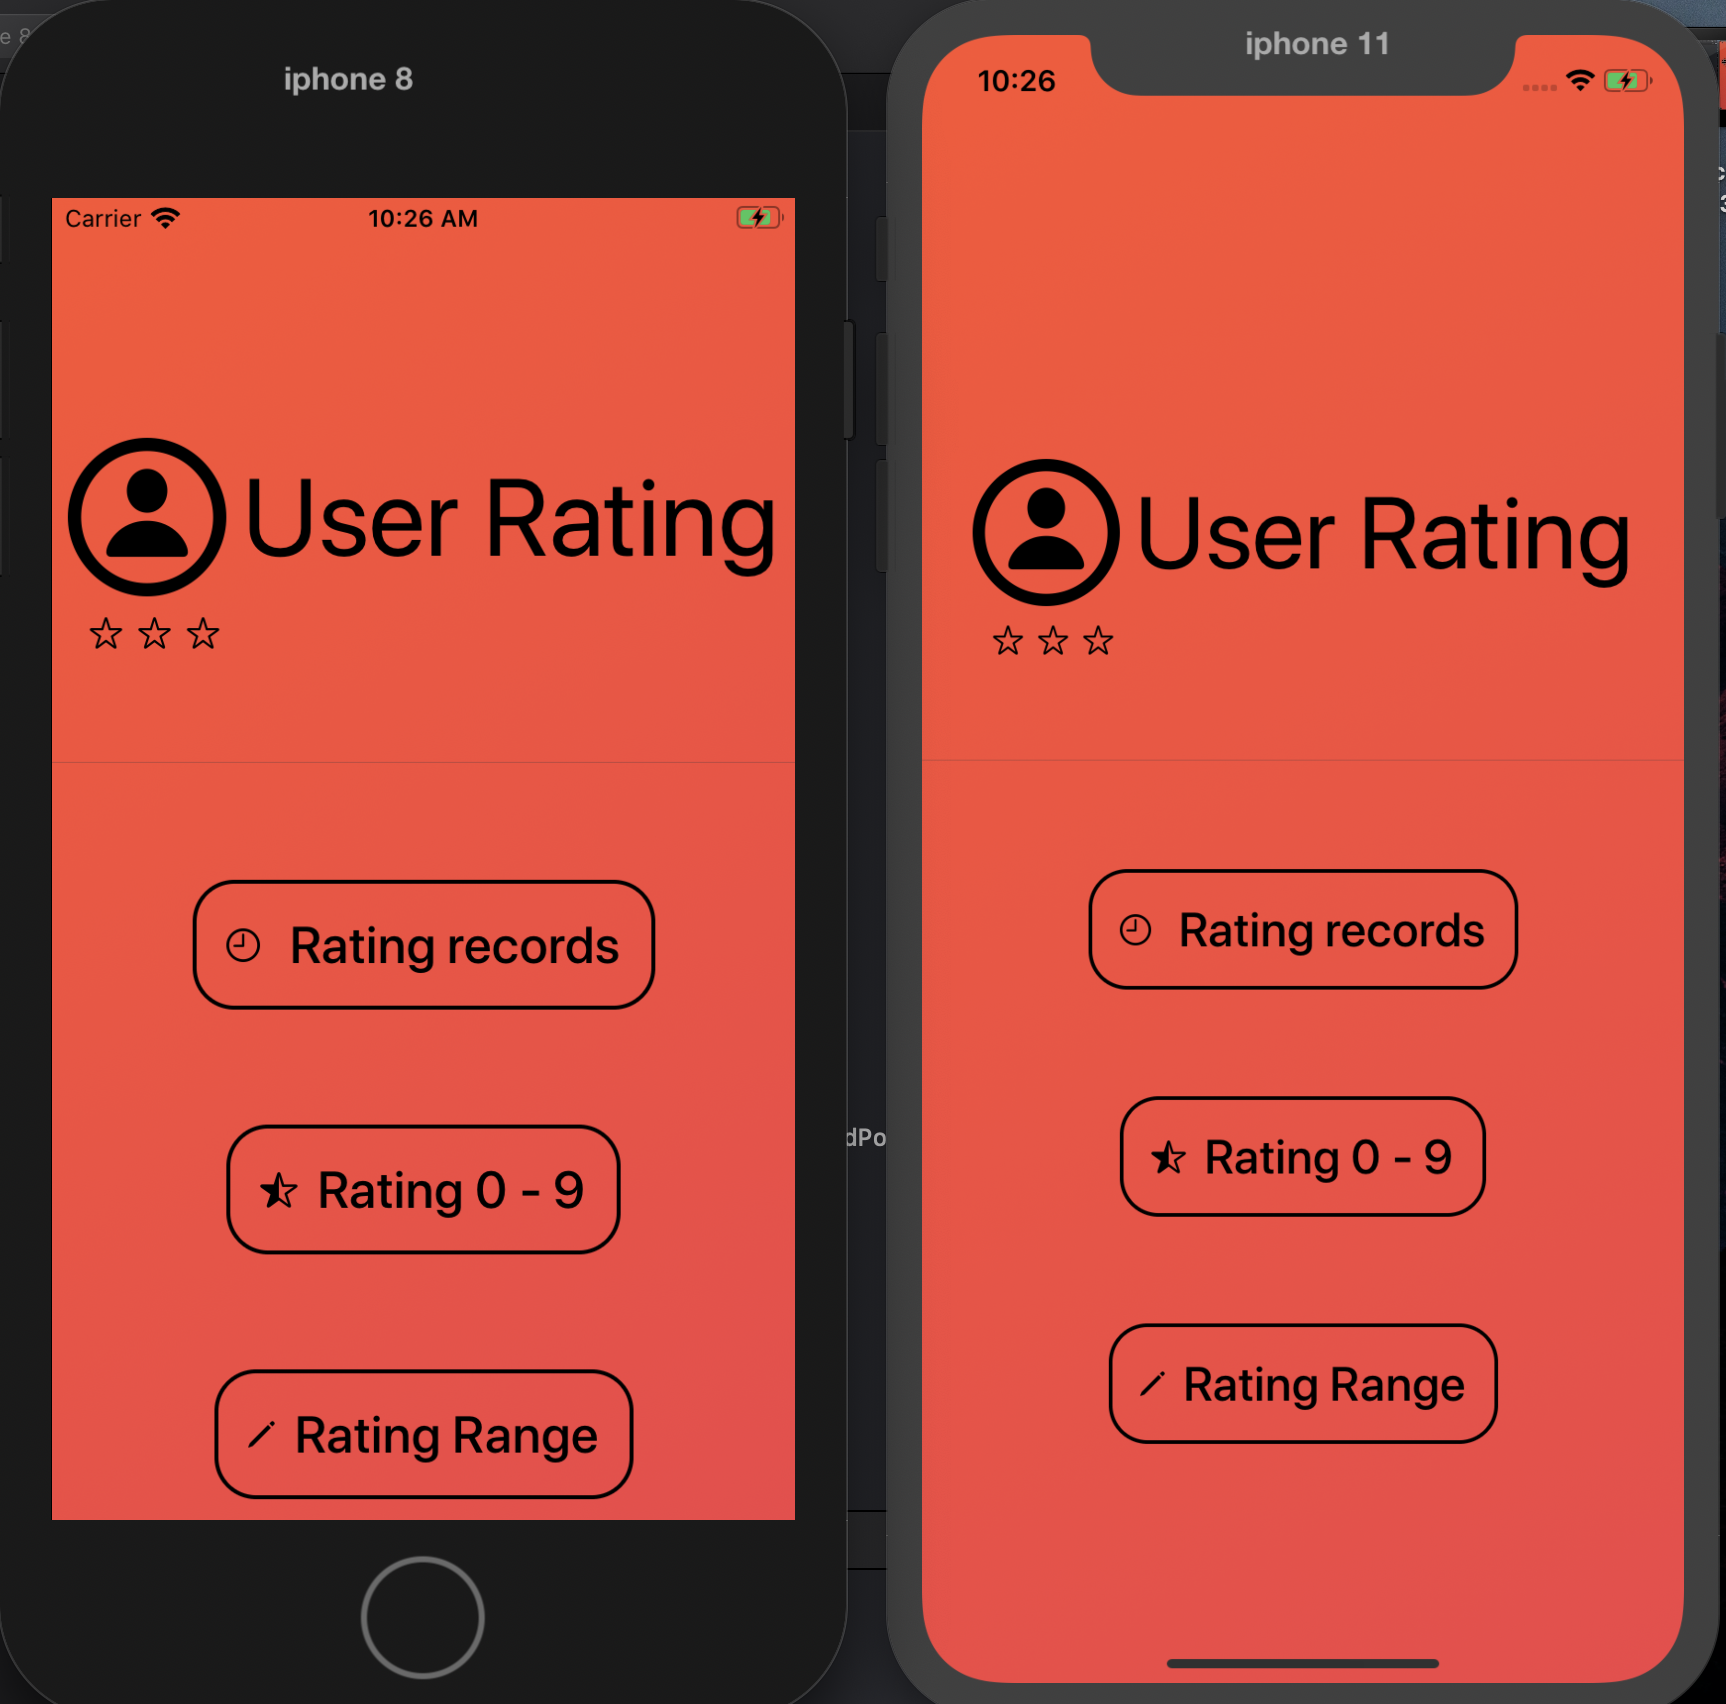 iphone 8
Carrier 10:26 AM
User Rating
Rating records
Rating 0 - 9
Rating Range
dPo
iphone 11
10:26
User Rating
Rating records
Rating 0 - 9
Rating Range